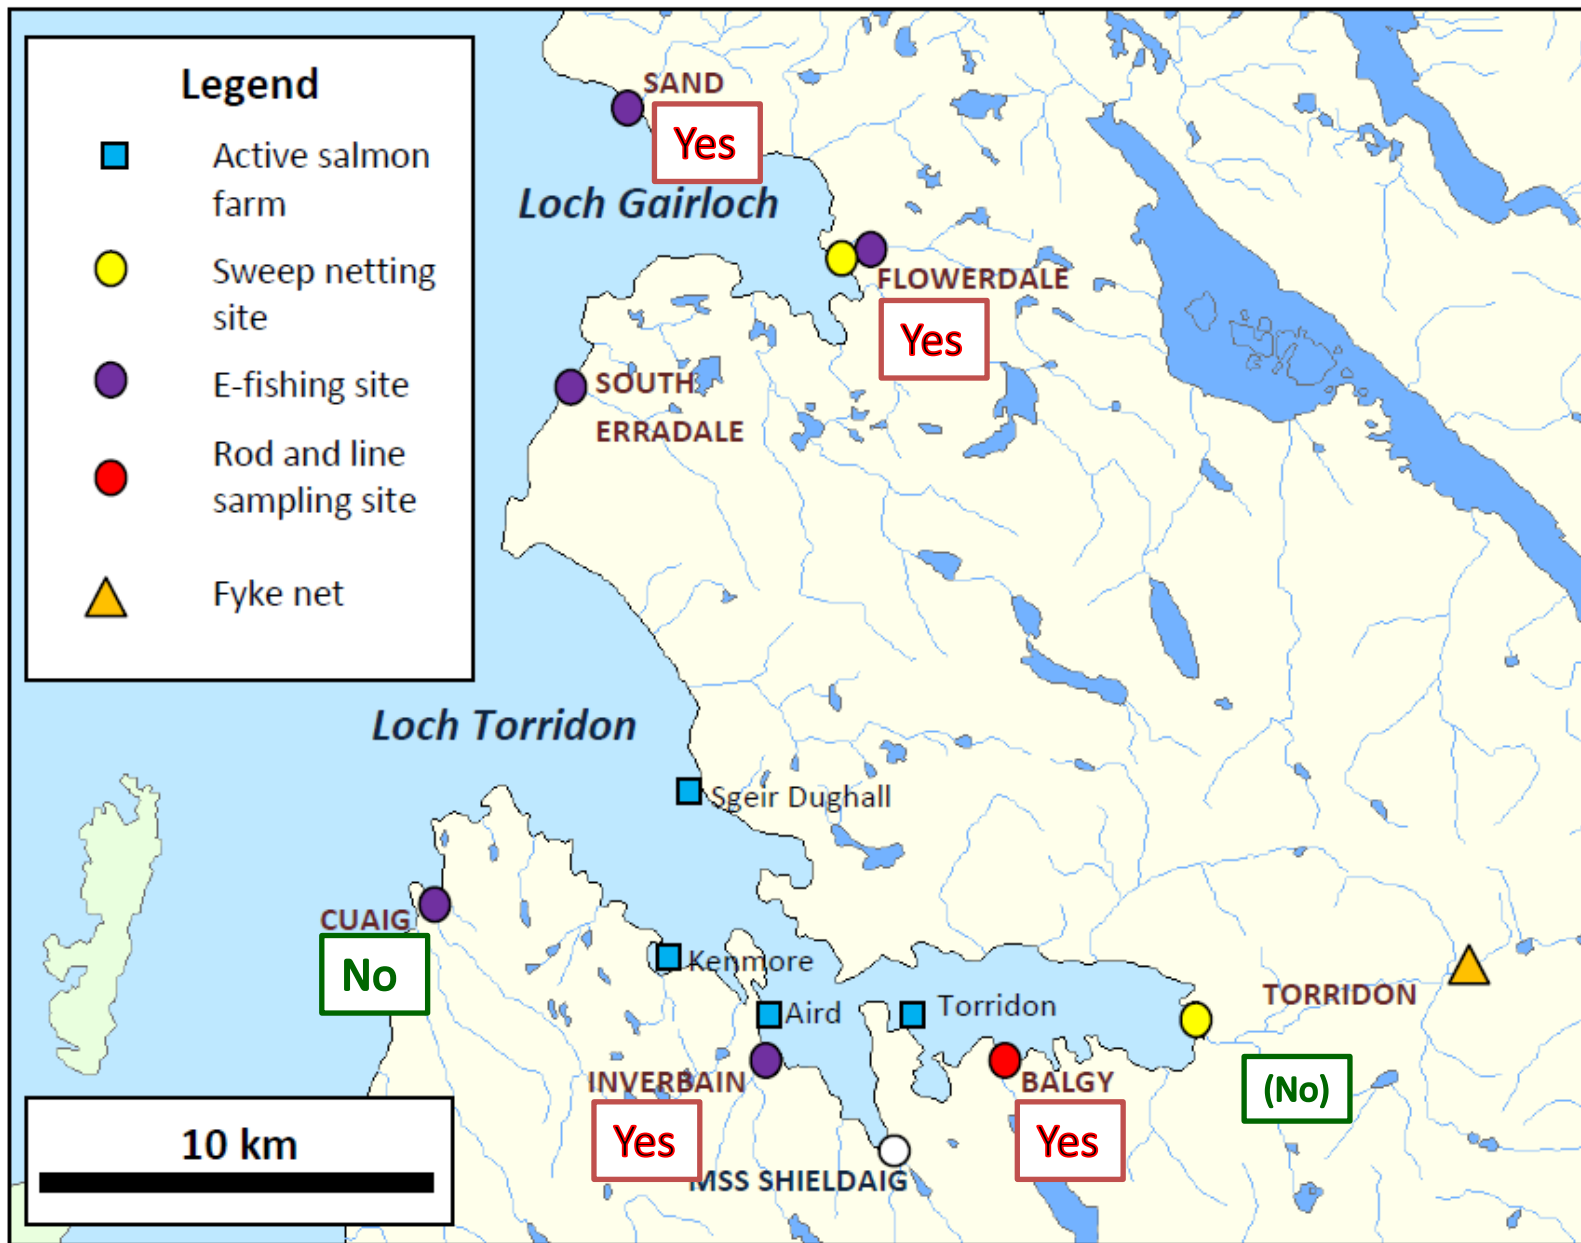 Legend
Active salmon
farm
Sweep netting
site
E-fishing site
Rod and line
sampling site
Fyke net
SAND
Yes
Loch Gairloch
FLOWERDALE
Yes
SOUTH
ERRADALE
Loch Torridon
Sgeir Dughall
CUAIG
No
Kenmore
Aird
Torridon
TORRIDON
(No)
INVERBAIN
Yes
BALGY
Yes
MSS SHIELDAIG
10 km